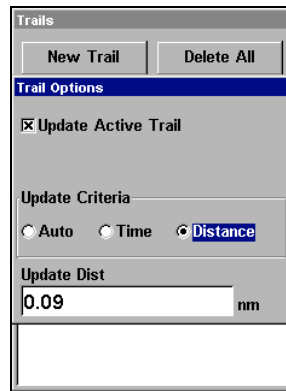 Trails
New Trail Delete All
Trail Options
Update Active Trail
Update Criteria
Auto Time Distance
Update Dist
0.09 nm